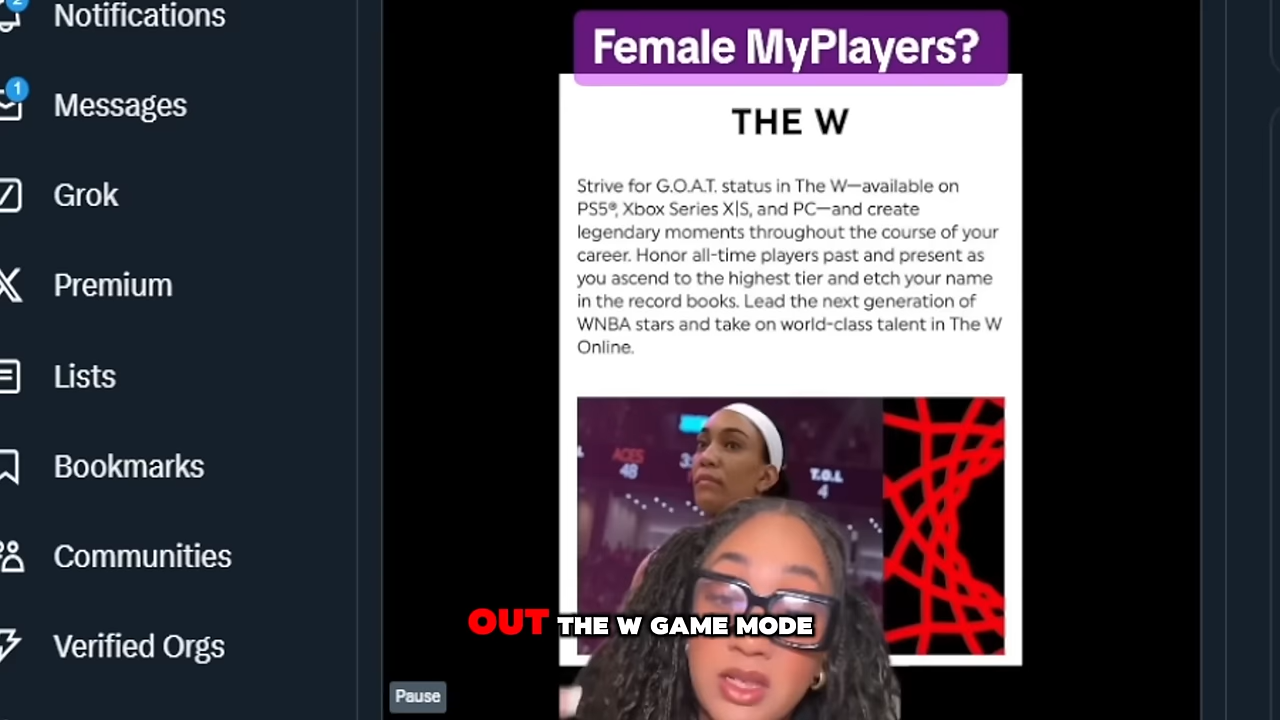 Notifications
Messages
Grok
Premium
Lists
Bookmarks
Communities
Verified Orgs
2
1
Female MyPlayers?
THE W
Strive for G.O.A.T. status in The W—available on
PS5®, Xbox Series X|S, and PC—and create
legendary moments throughout the course of your
career. Honor all-time players past and present as
you ascend to the highest tier and etch your name
in the record books. Lead the next generation of
WNBA stars and take on world-class talent in The W
Online.
ACES
48
T.O.L
4
OUT THE W GAME MODE
Pause